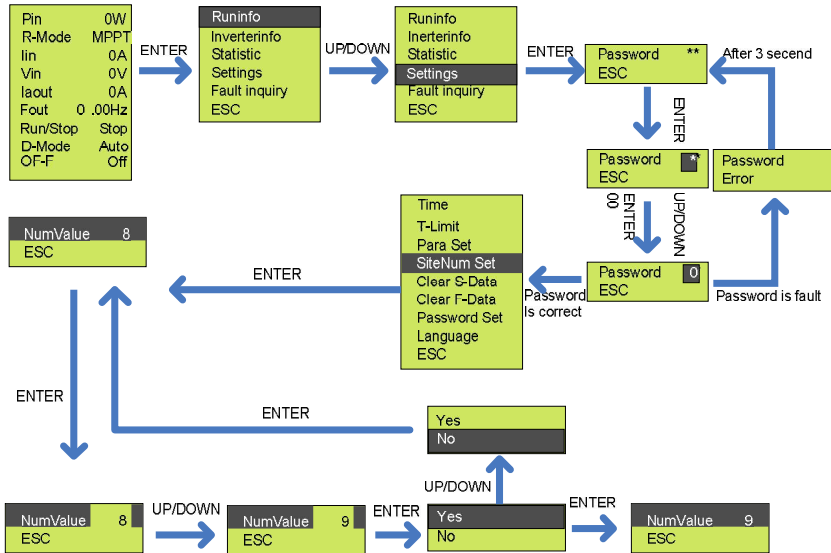 Pin 0W
R-Mode MPPT
Iin 0A
Vin 0V
Iaout 0A
Fout 0 .00Hz
Run/Stop Stop
D-Mode Auto
OF-F Off
ENTER
Runinfo
Inverterinfo
Statistic
Settings
Fault inquiry
ESC
UP/DOWN
Runinfo
Inerterinfo
Statistic
Settings
Fault inquiry
ESC
ENTER
Password **
ESC
After 3 secend
ENTER
Password **
ESC
Password
Error
UP/DOWN
ENTER
00
Password 0
ESC
Password is fault
Password
Is correct
Time
T-Limit
Para Set
SiteNum Set
Clear S-Data
Clear F-Data
Password Set
Language
ESC
ENTER
NumValue 8
ESC
ENTER
NumValue 8
ESC
UP/DOWN
NumValue 9
ESC
ENTER
Yes
No
UP/DOWN
Yes
No
ENTER
ENTER
NumValue 9
ESC